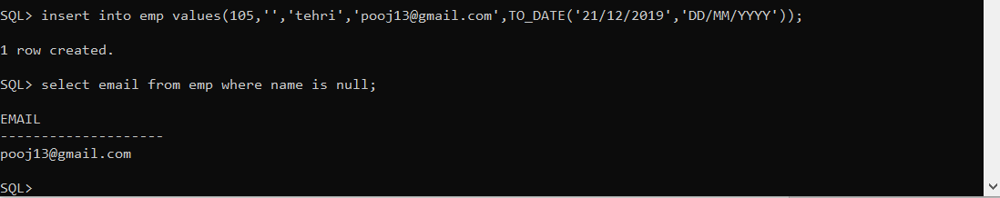 SQL> insert into emp values(105,'','tehri','pooj13@gmail.com',TO_DATE('21/12/2019','DD/MM/YYYY'));
1 row created.
SQL> select email from emp where name is null;
EMAIL
--------------------
pooj13@gmail.com
SQL>